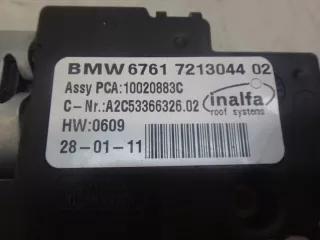 BMW 6761 7213044 02
Assy PCA:10020883C
C-Nr.:A2C53366326.02
inalfa
roof systems
HW:0609
28-01-11